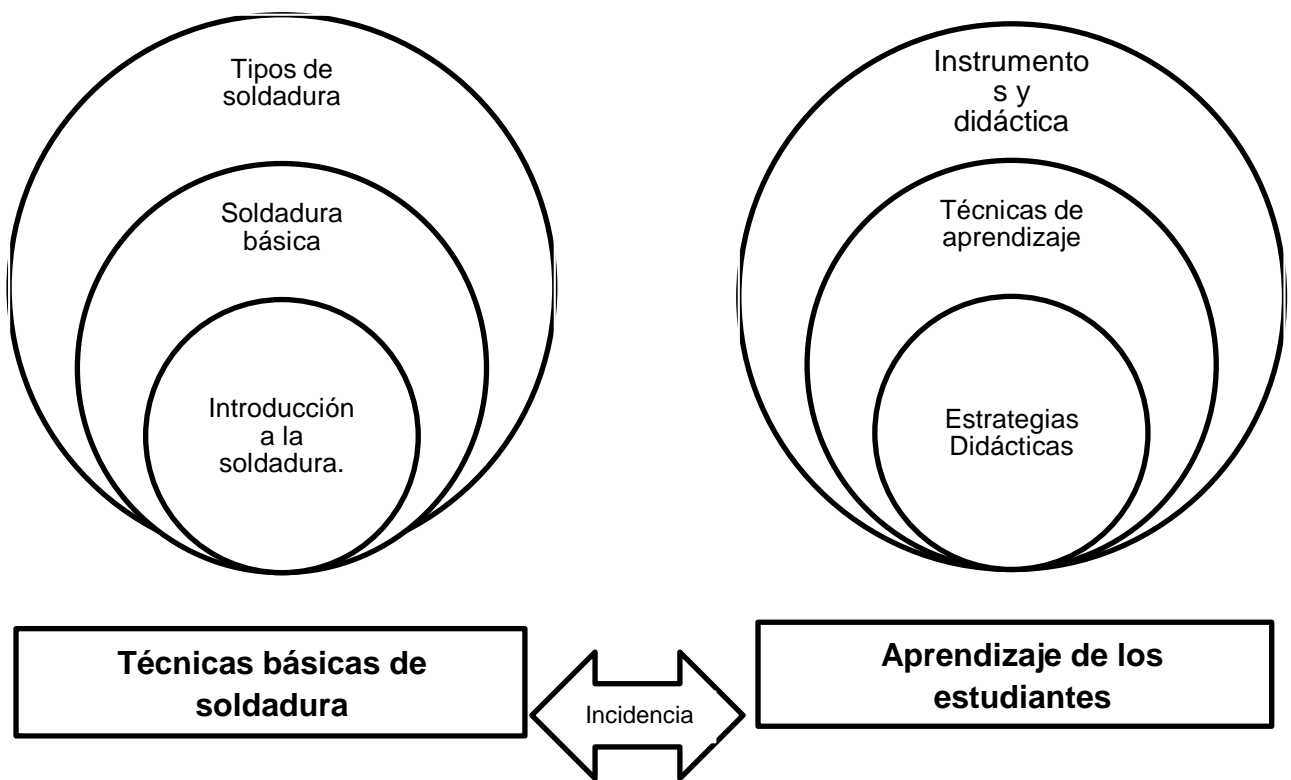 Tipos de
soldadura
Soldadura
básica
Introducción
a la
soldadura.
Instrumento
s y
didáctica
Técnicas de
aprendizaje
Estrategias
Didácticas
Técnicas básicas de
soldadura
Incidencia
Aprendizaje de los
estudiantes